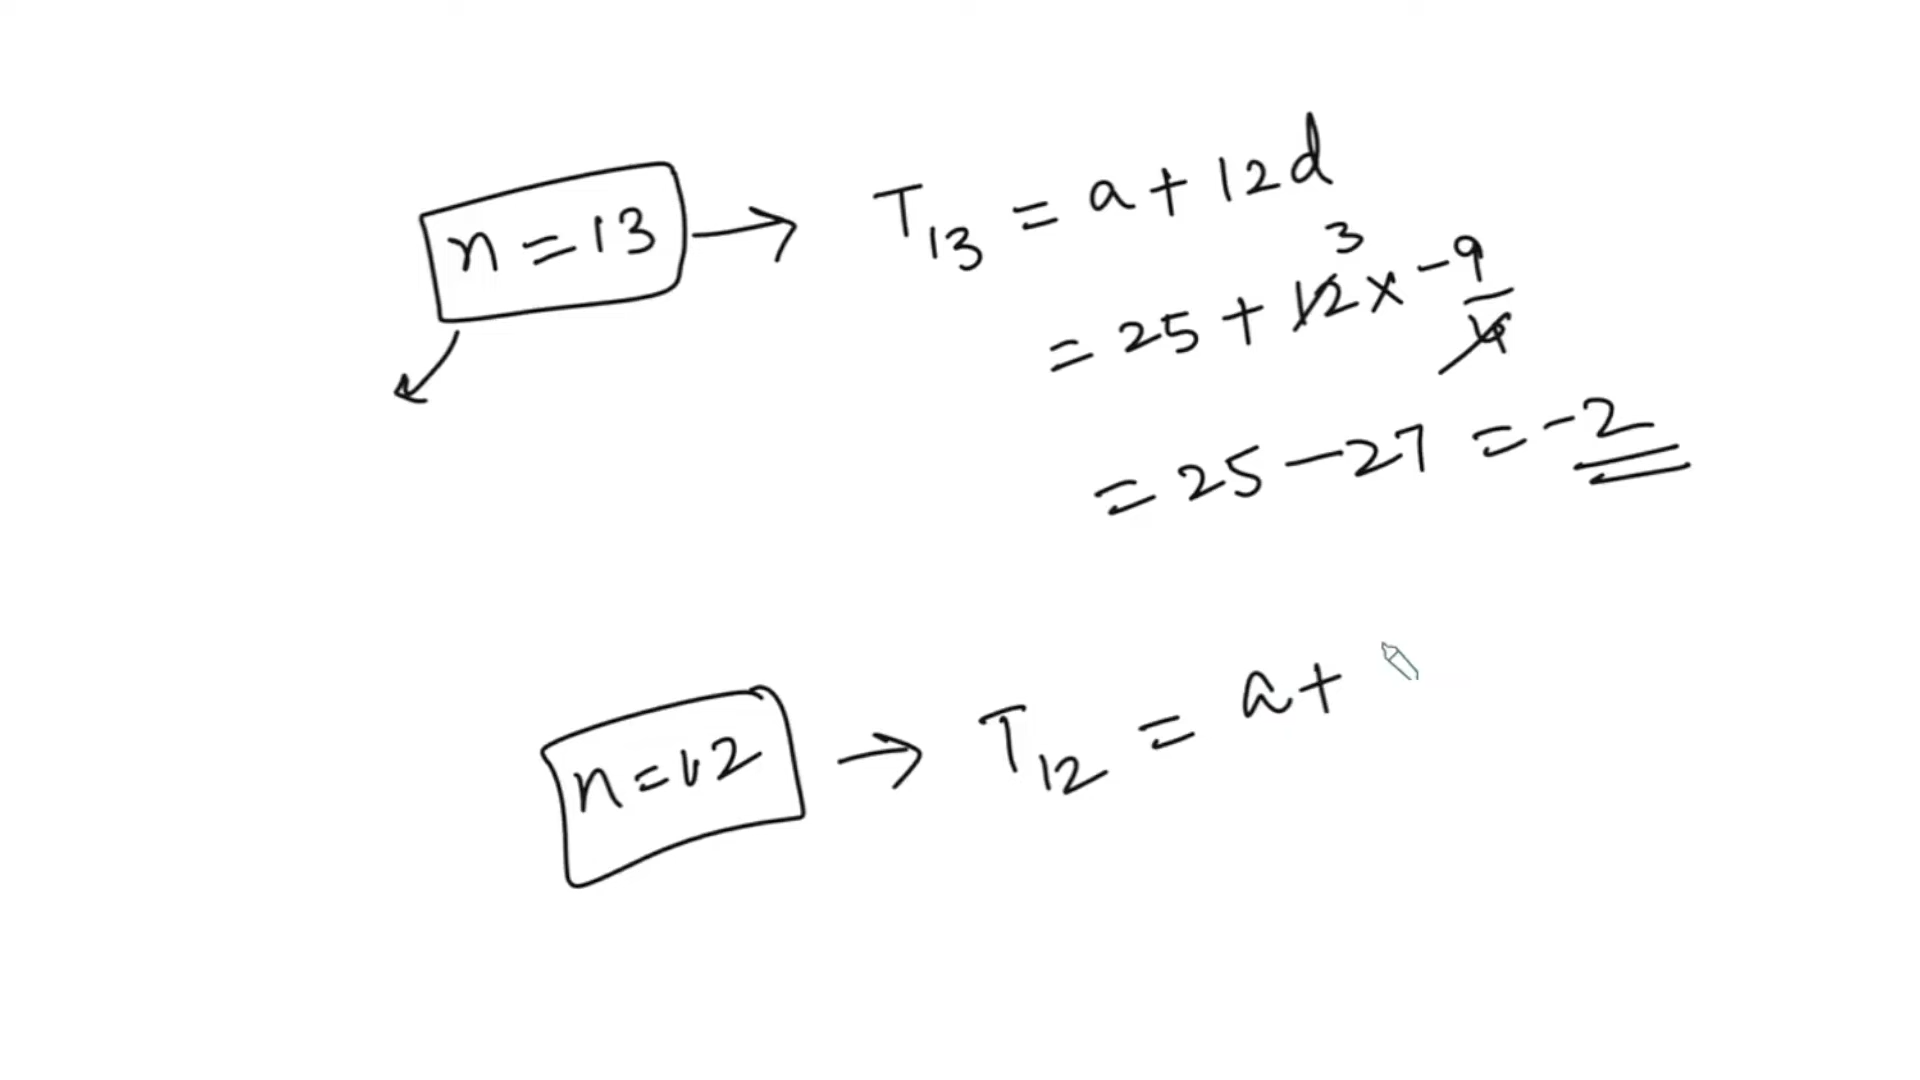 n = 13 → T₁₃ = a + 12d
= 25 + 12 3 x -9/4
= 25 - 27 = -2
n = 12 → T₁₂ = a +